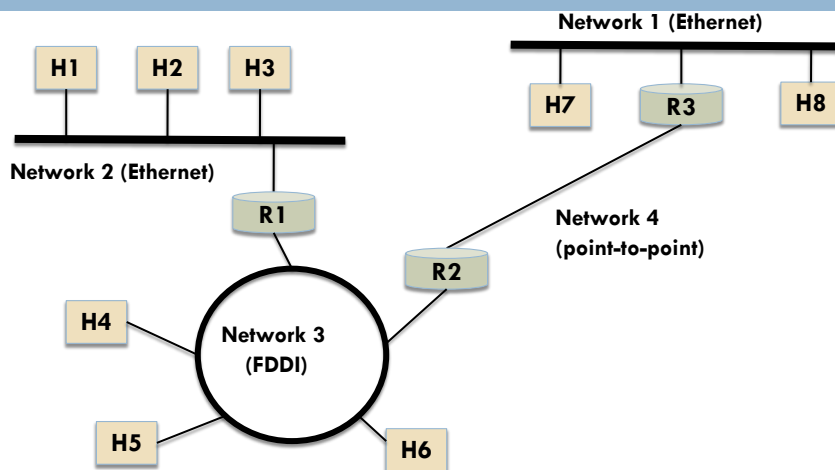 Network 1 (Ethernet)
H1
H2
H3
H7
R3
H8
Network 2 (Ethernet)
R1
Network 4
(point-to-point)
R2
H4
Network 3
(FDDI)
H5
H6